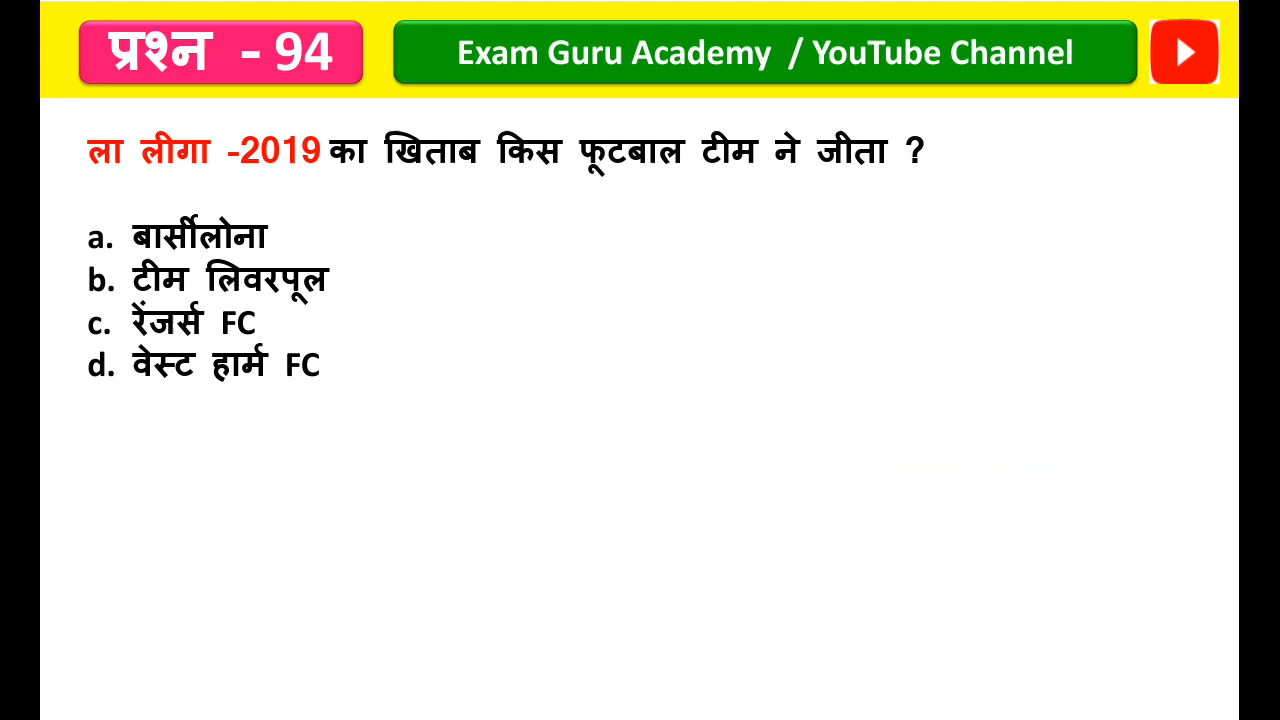 प्रश्न - 94
Exam Guru Academy / YouTube Channel
ला लीगा -2019 का खिताब किस फूटबाल टीम ने जीता ?
a. बार्सीलोना
b. टीम लिवरपूल
c. रेंजर्स FC
d. वेस्ट हार्म FC